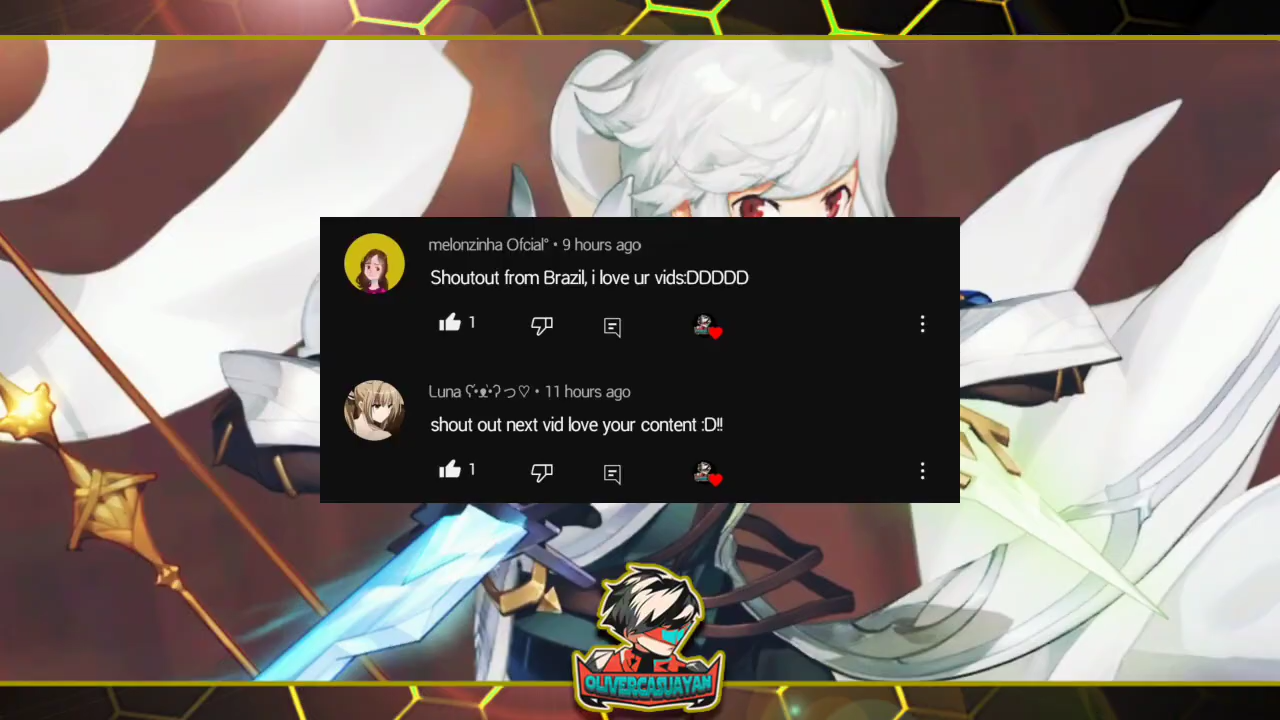 melonzinha Ofcial° • 9 hours ago
Shoutout from Brazil, i love ur vids:DDDDD
1
Luna ʕ•́ᴥ•̀ʔっ♡ • 11 hours ago
shout out next vid love your content :D!!
1
OLIVERCASUAYAN